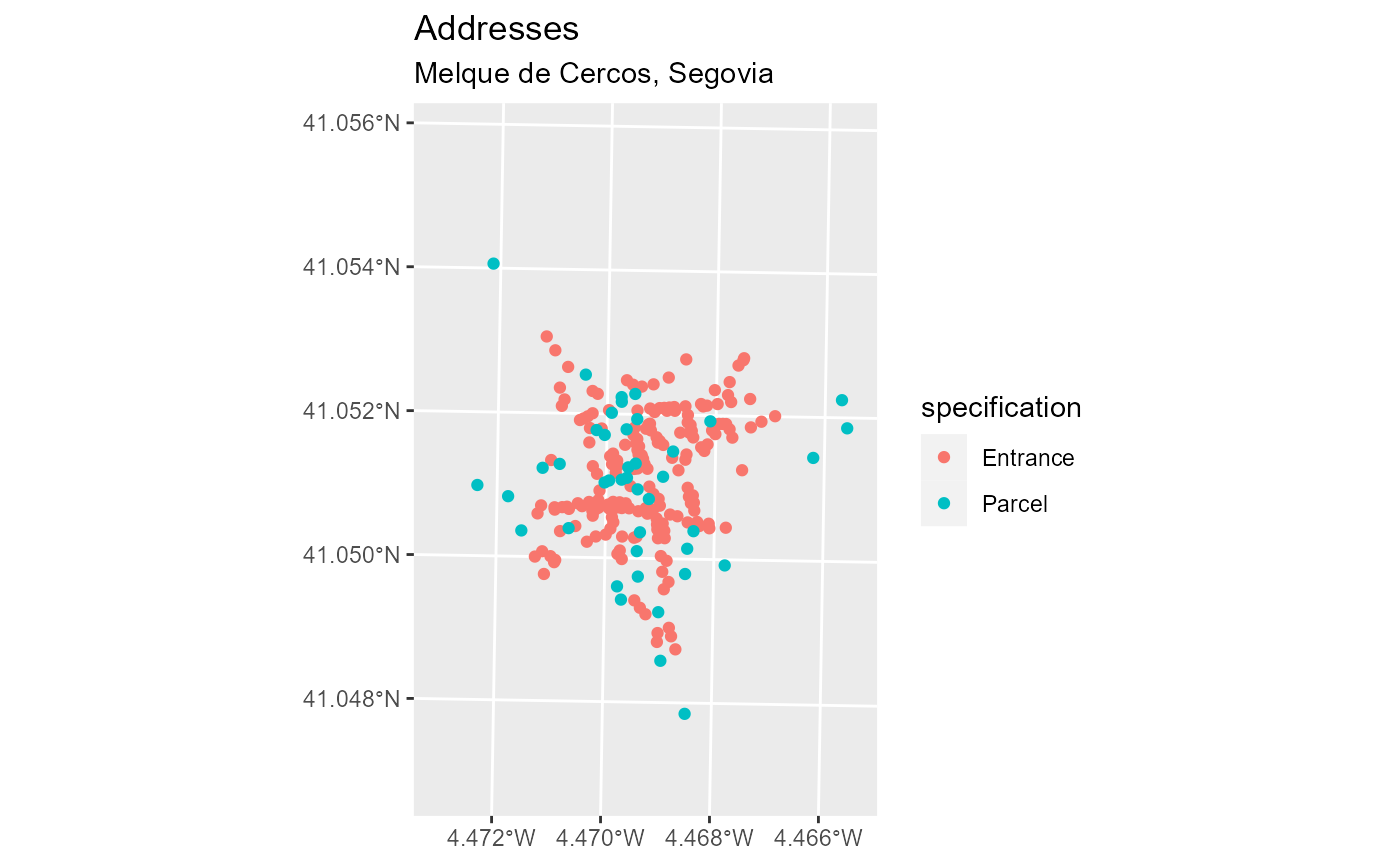 Addresses
Melque de Cercos, Segovia
41.056°N
41.054°N
41.052°N
41.050°N
41.048°N
4.472°W 4.470°W 4.468°W 4.466°W
specification
Entrance
Parcel